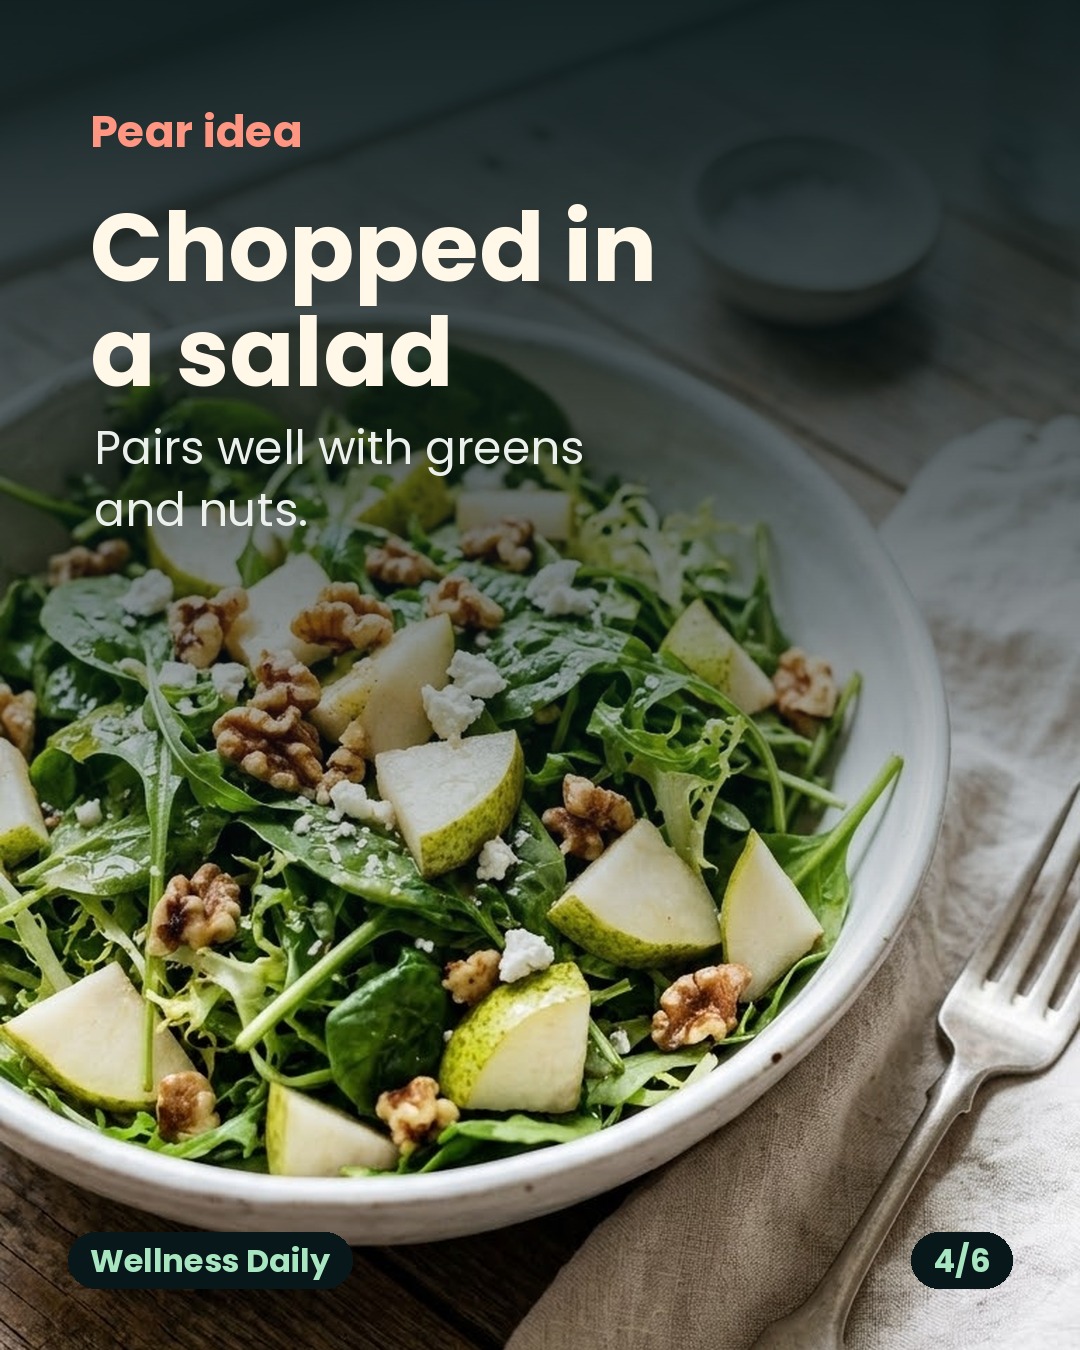 Pear idea
Chopped in
a salad
Pairs well with greens
and nuts.
Wellness Daily
4/6